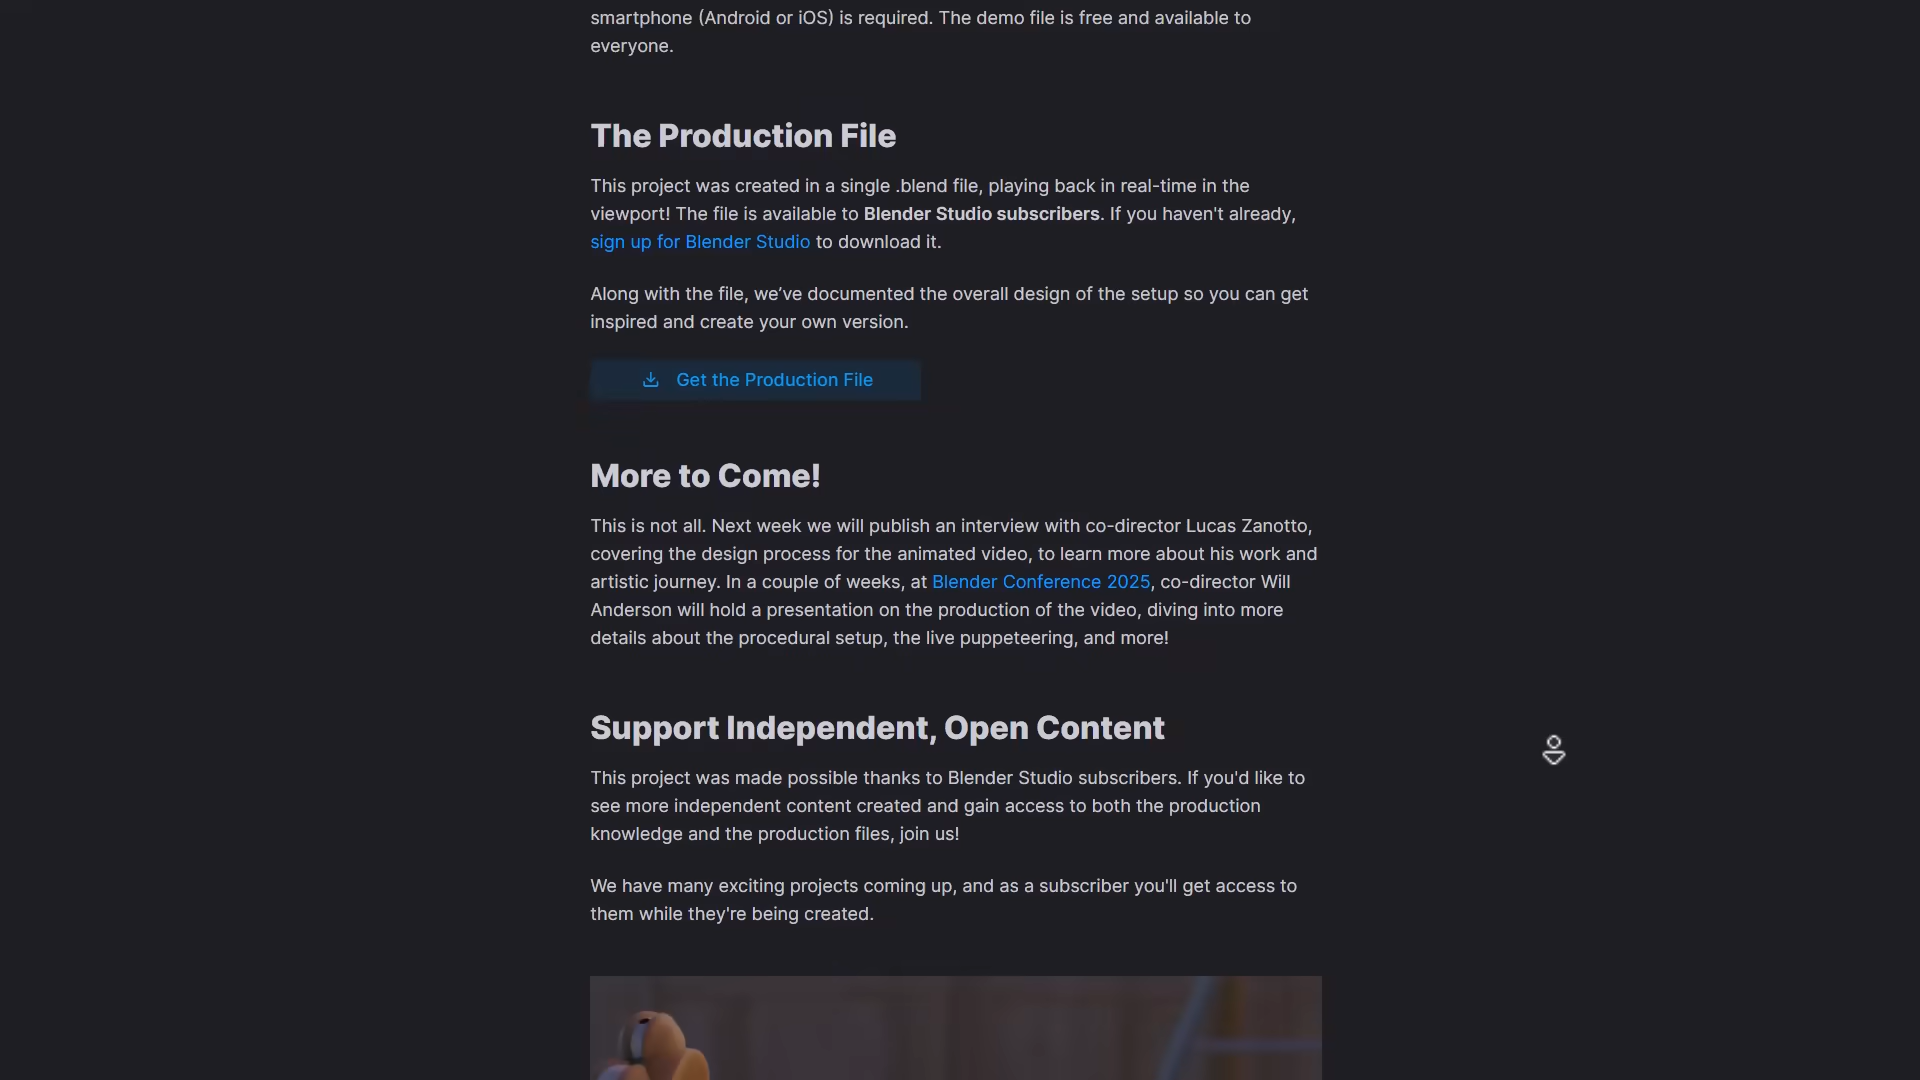 smartphone (Android or iOS) is required. The demo file is free and available to
everyone.
The Production File
This project was created in a single .blend file, playing back in real-time in the
viewport! The file is available to Blender Studio subscribers. If you haven't already,
sign up for Blender Studio to download it.
Along with the file, we’ve documented the overall design of the setup so you can get
inspired and create your own version.
Get the Production File
More to Come!
This is not all. Next week we will publish an interview with co-director Lucas Zanotto,
covering the design process for the animated video, to learn more about his work and
artistic journey. In a couple of weeks, at Blender Conference 2025, co-director Will
Anderson will hold a presentation on the production of the video, diving into more
details about the procedural setup, the live puppeteering, and more!
Support Independent, Open Content
This project was made possible thanks to Blender Studio subscribers. If you'd like to
see more independent content created and gain access to both the production
knowledge and the production files, join us!
We have many exciting projects coming up, and as a subscriber you'll get access to
them while they're being created.